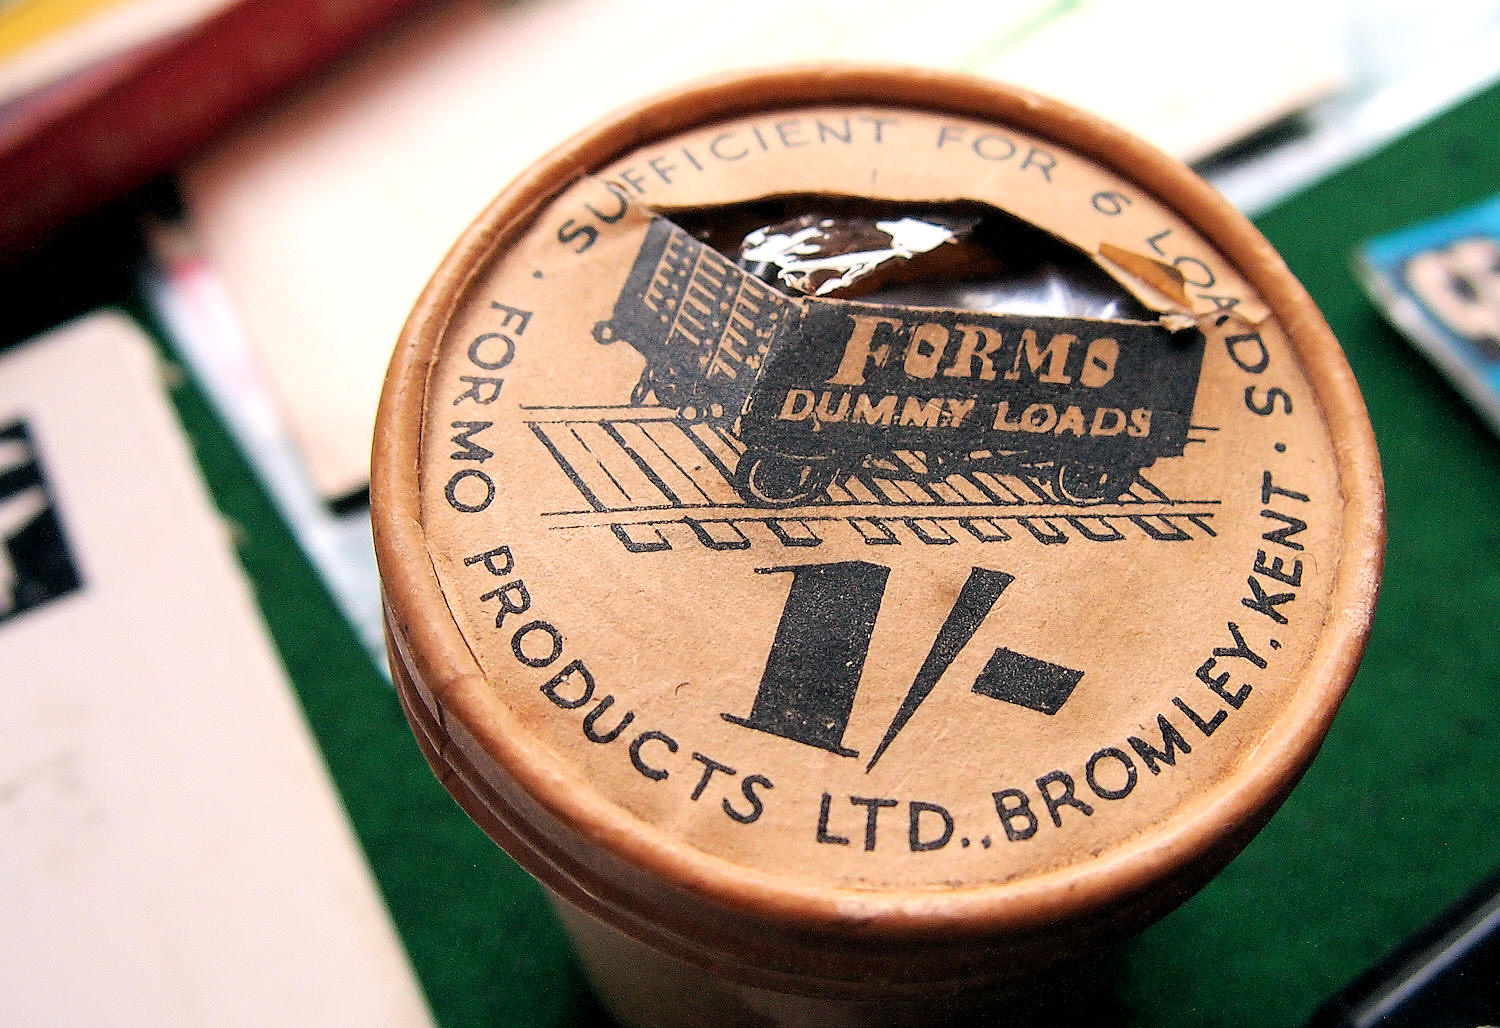 SUFFICIENT FOR 6 LOADS
FORMO
DUMMY LOADS
1/-
· FORMO PRODUCTS LTD., BROMLEY, KENT ·